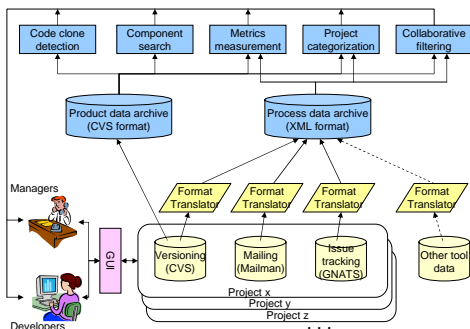 Code clone
detection
Component
search
Metrics
measurement
Project
categorization
Collaborative
filtering
Product data archive
(CVS format)
Process data archive
(XML format)
Managers
Format
Translator
Format
Translator
Format
Translator
Format
Translator
GUI
Versioning
(CVS)
Mailing
(Mailman)
Issue
tracking
(GNATS)
Other tool
data
Project x
Project y
Project z
Developers
. . .